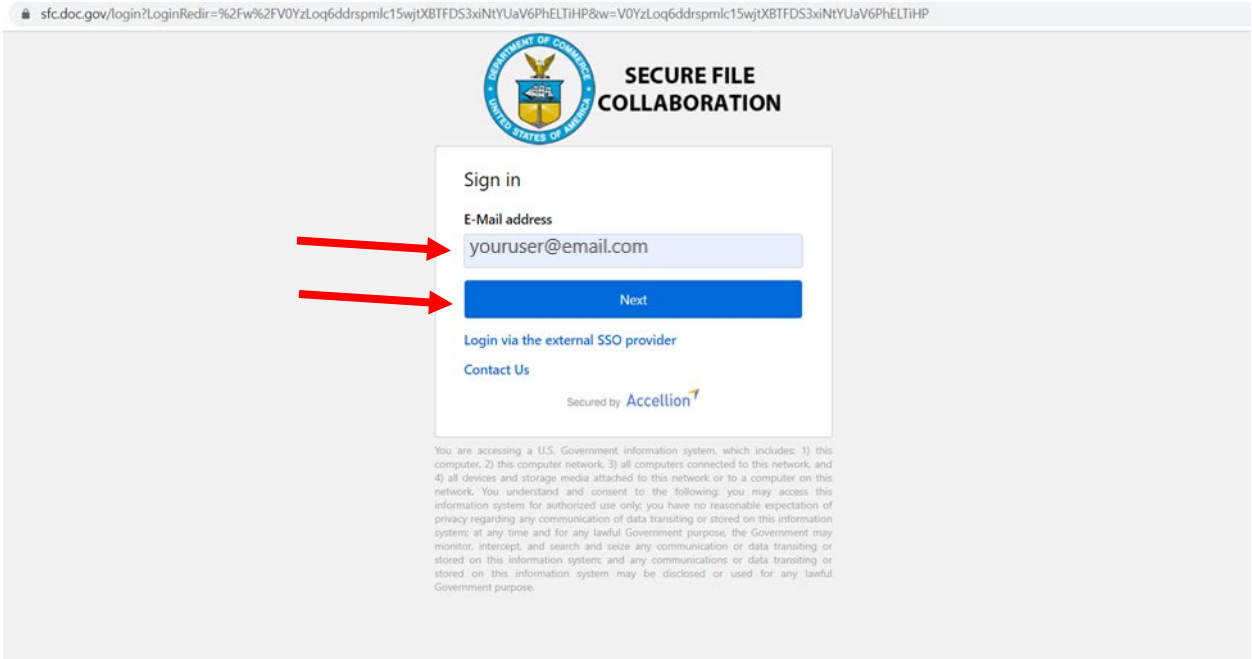 sfc.doc.gov/login?LoginRedir=%2Fw%2FV0YzLoq6ddrspmlc15wjtXBTFDS3xiNtYUaV6PhELTiHP&w=V0YzLoq6ddrspmlc15wjtXBTFDS3xiNtYUaV6PhELTiHP
DEPARTMENT OF COMMERCE
UNITED STATES OF AMERICA
SECURE FILE
COLLABORATION
Sign in
E-Mail address
youruser@email.com
Next
Login via the external SSO provider
Contact Us
Secured by Accellion
You are accessing a U.S. Government information system, which includes: 1) this
computer, 2) this computer network, 3) all computers connected to this network, and
4) all devices and storage media attached to this network or to a computer on this
network. You understand and consent to the following: you may access this
information system for authorized use only; you have no reasonable expectation of
privacy regarding any communication of data transiting or stored on this information
system; at any time and for any lawful Government purpose, the Government may
monitor, intercept, and search and seize any communication or data transiting or
stored on this information system; and any communications or data transiting or
stored on this information system may be disclosed or used for any lawful
Government purpose.